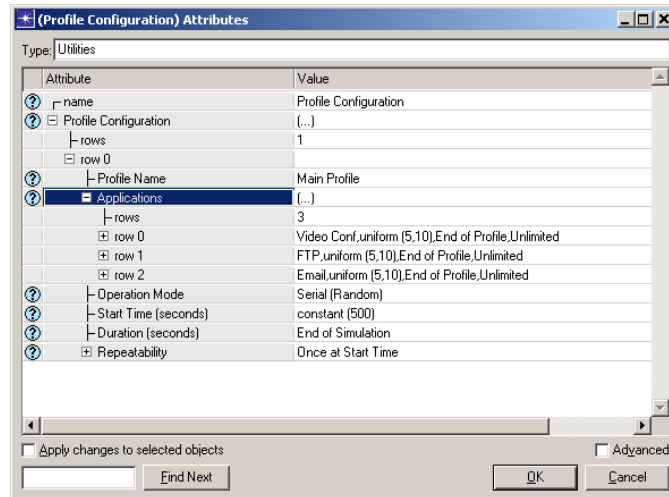 (Profile Configuration) Attributes
Type: Utilities
Attribute Value
name Profile Configuration
Profile Configuration (...)
rows 1
row 0
Profile Name Main Profile
Applications (...)
rows 3
row 0 Video Conf,uniform (5,10),End of Profile,Unlimited
row 1 FTP,uniform (5,10),End of Profile,Unlimited
row 2 Email,uniform (5,10),End of Profile,Unlimited
Operation Mode Serial (Random)
Start Time (seconds) constant (500)
Duration (seconds) End of Simulation
Repeatability Once at Start Time
Apply changes to selected objects Advanced
Find Next OK Cancel